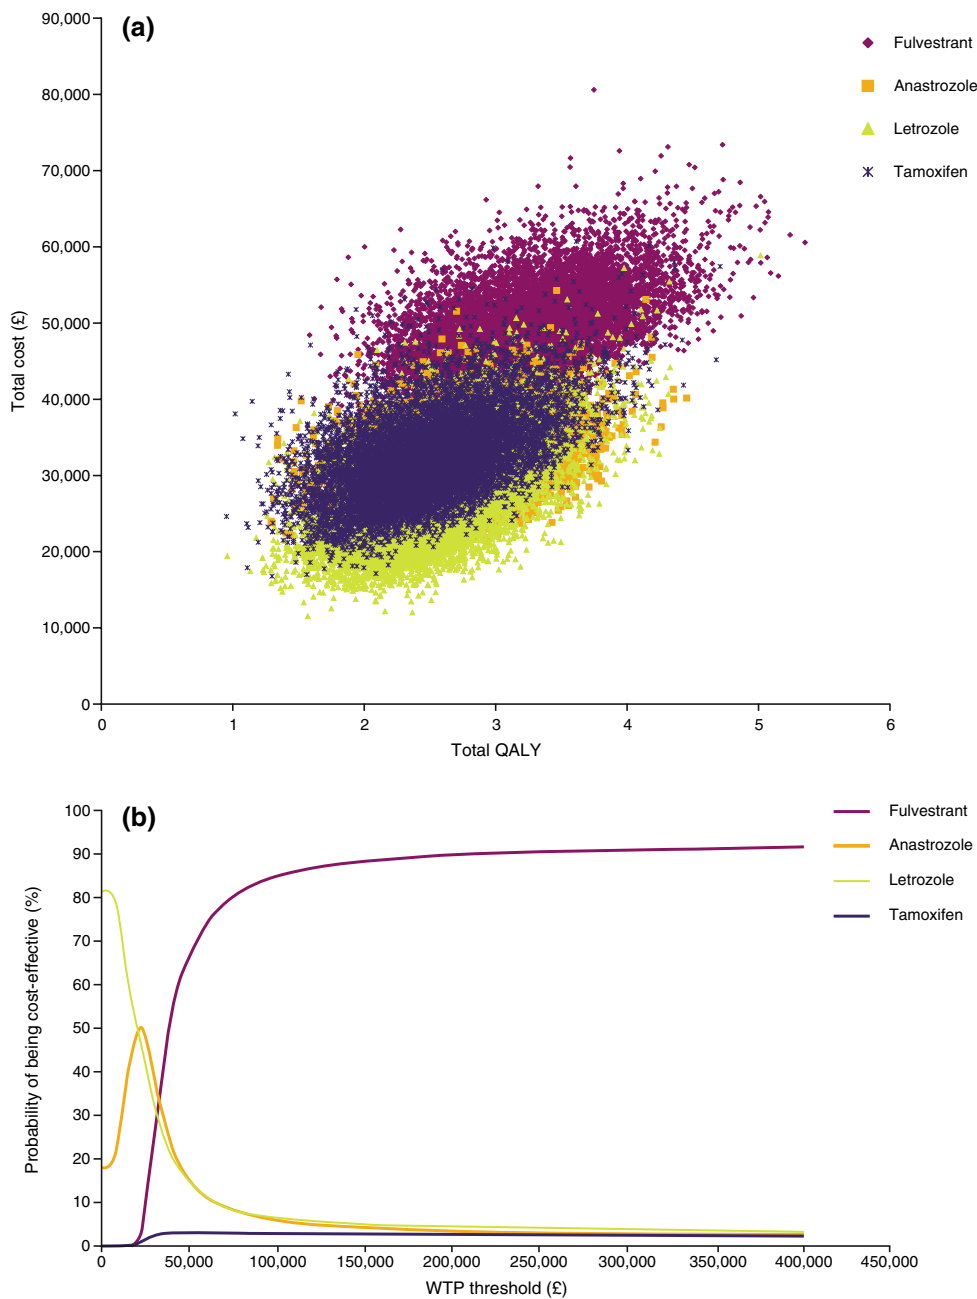 (a)
90,000
80,000
70,000
60,000
50,000
40,000
30,000
20,000
10,000
0
Total cost (£)
0 1 2 3 4 5 6
Total QALY
Fulvestrant
Anastrozole
Letrozole
Tamoxifen
(b)
100
90
80
70
60
50
40
30
20
10
0
Probability of being cost-effective (%)
0 50,000 100,000 150,000 200,000 250,000 300,000 350,000 400,000 450,000
WTP threshold (£)
Fulvestrant
Anastrozole
Letrozole
Tamoxifen